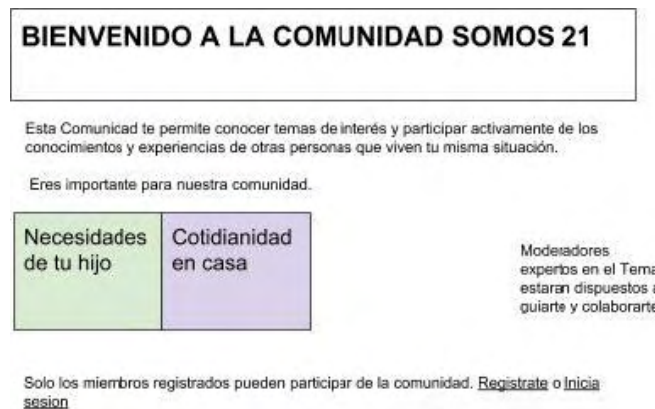 BIENVENIDO A LA COMUNIDAD SOMOS 21
Esta Comunicad te permite conocer temas de interés y participar activamente de los
conocimientos y experiencias de otras personas que viven tu misma situación.
Eres importante para nuestra comunidad.
Necesidades
de tu hijo
Cotidianidad
en casa
Moderadores
expertos en el Tema
estaran dispuestos a
guiarte y colaborarte
Solo los miembros registrados pueden participar de la comunidad. Registrate o Inicia
sesion